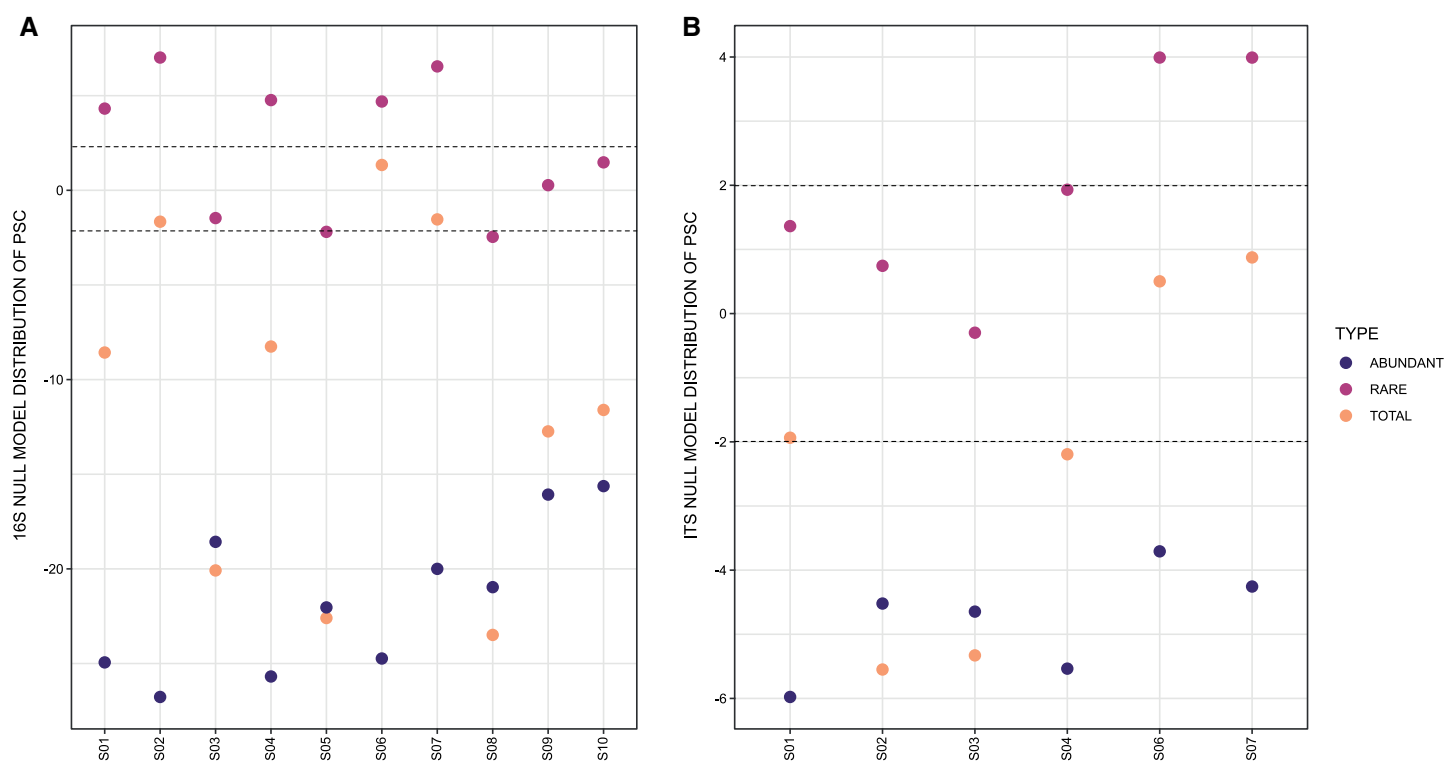 A
16S NULL MODEL DISTRIBUTION OF PSC
0
-10
-20
S01
S02
S03
S04
S05
S06
S07
S08
S09
S10
B
ITS NULL MODEL DISTRIBUTION OF PSC
4
2
0
-2
-4
-6
S01
S02
S03
S04
S06
S07
TYPE
ABUNDANT
RARE
TOTAL